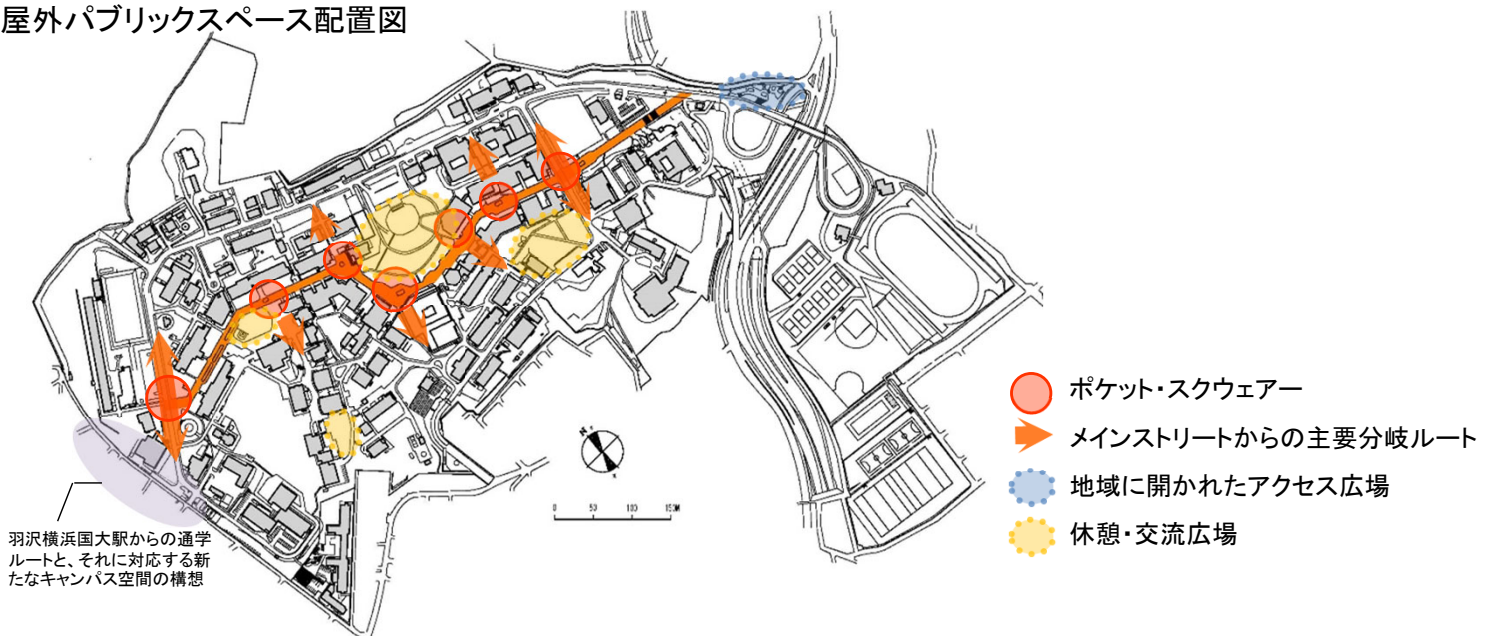 屋外パブリックスペース配置図
ポケット・スクウェアー
メインストリートからの主要分岐ルート
地域に開かれたアクセス広場
休憩・交流広場
羽沢横浜国大駅からの通学
ルートと、それに対応する新
たなキャンパス空間の構想
N
0 50 100 150M